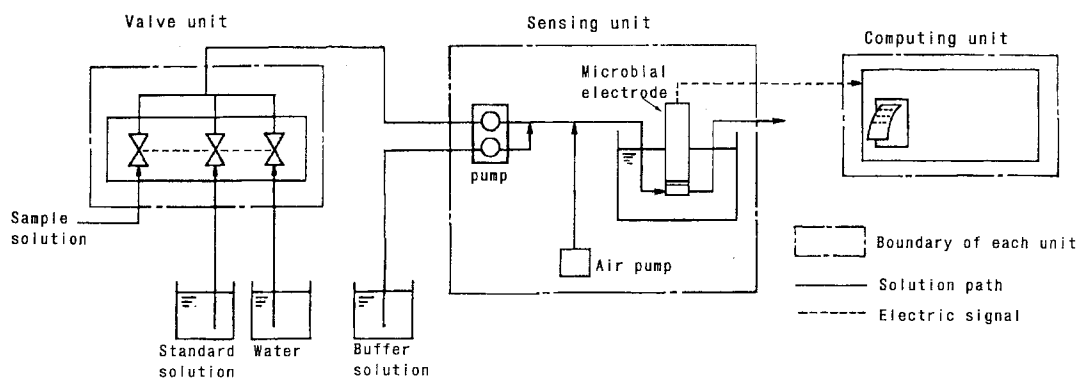 Valve unit
Sensing unit
Computing unit
Microbial
electrode
pump
Sample
solution
Air pump
Boundary of each unit
Solution path
Electric signal
Standard
solution
Water
Buffer
solution